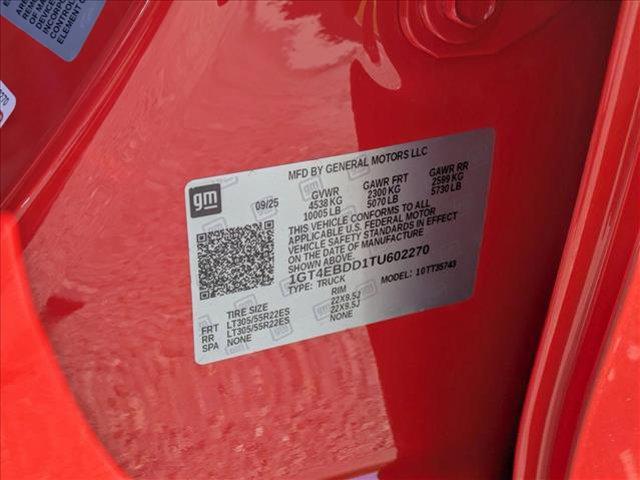 MFD BY GENERAL MOTORS LLC
gm
09/25
GVWR
4538 KG
10005 LB
GAWR FRT
2300 KG
5070 LB
GAWR RR
2599 KG
5730 LB
THIS VEHICLE CONFORMS TO ALL
APPLICABLE FEDERAL MOTOR
VEHICLE SAFETY STANDARDS IN EFFECT
ON THE DATE OF MANUFACTURE
SHOWN ABOVE.
1GT4EBDD1TU602270
TYPE: TRUCK
MODEL: 10TT35743
TIRE SIZE
RIM
FRT LT305/55R22ES 22X9.5J
RR LT305/55R22ES 22X9.5J
SPA NONE NONE
270